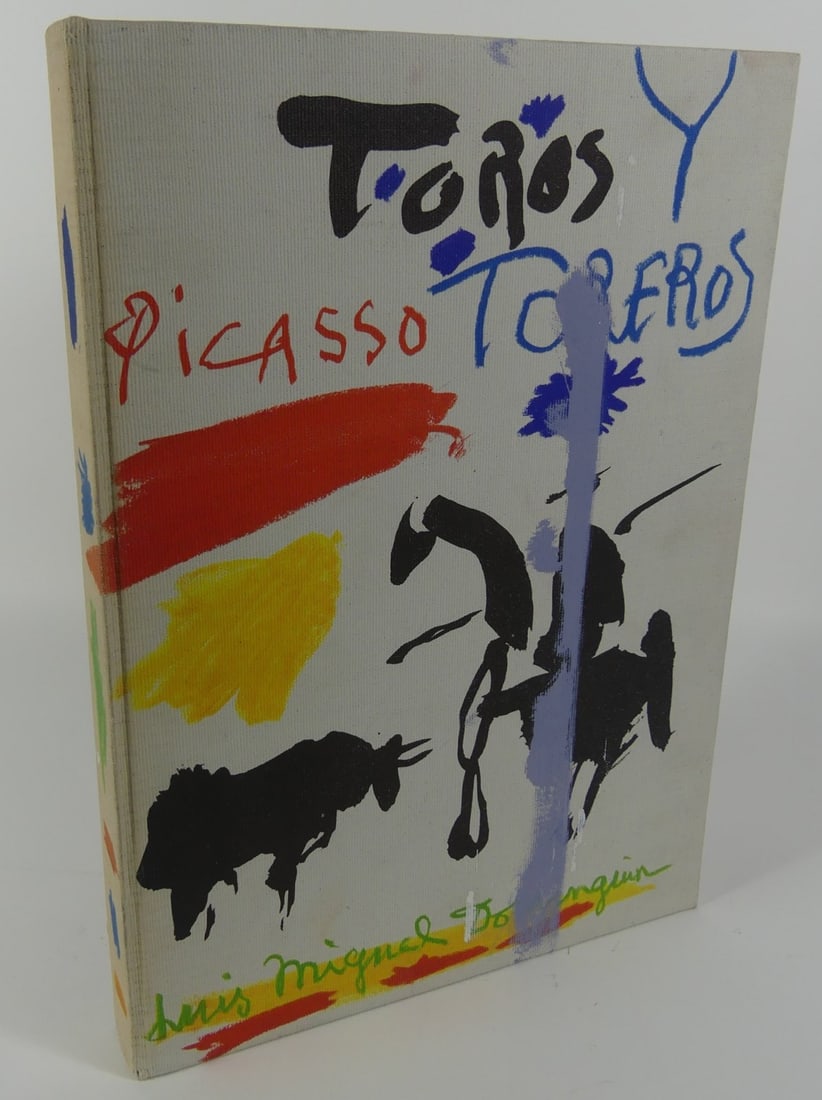 TOROS Y
PICASSO TOREROS
Luis Miguel Dominguin